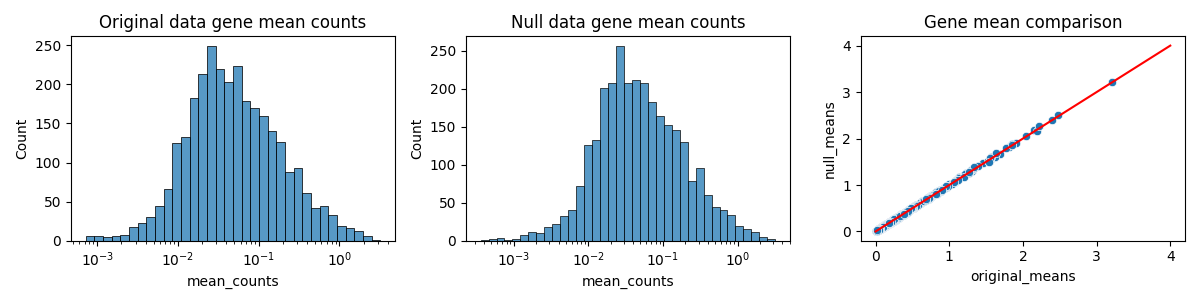 Original data gene mean counts
250
200
150
100
50
0
Count
10⁻³ 10⁻² 10⁻¹ 10⁰
mean_counts
Null data gene mean counts
250
200
150
100
50
0
Count
10⁻³ 10⁻² 10⁻¹ 10⁰
mean_counts
Gene mean comparison
4
3
2
1
0
null_means
0 1 2 3 4
original_means